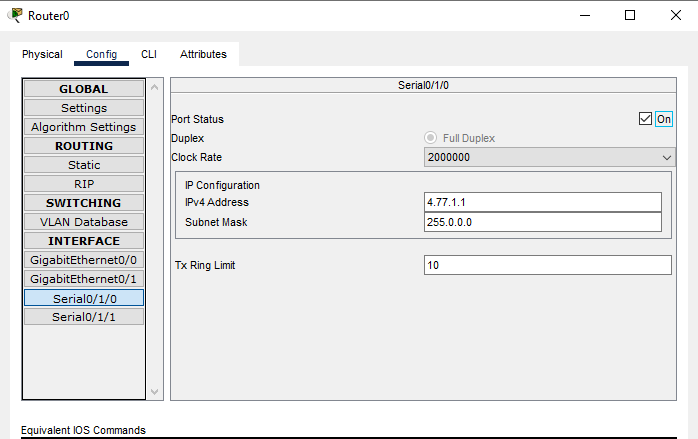 Router0
Physical Config CLI Attributes
GLOBAL
Settings
Algorithm Settings
ROUTING
Static
RIP
SWITCHING
VLAN Database
INTERFACE
GigabitEthernet0/0
GigabitEthernet0/1
Serial0/1/0
Serial0/1/1
Serial0/1/0
Port Status On
Duplex Full Duplex
Clock Rate 2000000
IP Configuration
IPv4 Address 4.77.1.1
Subnet Mask 255.0.0.0
Tx Ring Limit 10
Equivalent IOS Commands